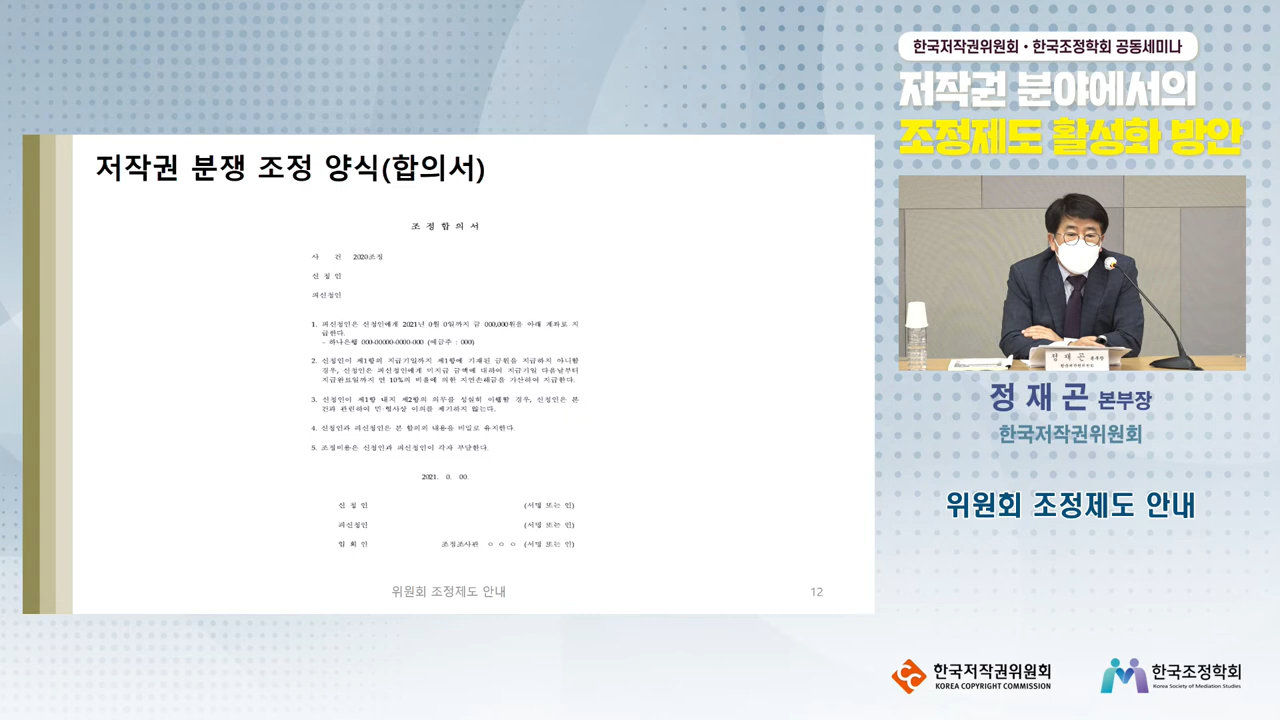 한국저작권위원회 • 한국조정학회 공동세미나
저작권 분야에서의
조정제도 활성화 방안
저작권 분쟁 조정 양식(합의서)
조 정 합 의 서
사 건 2020조정
신 청 인
피신청인
1. 피신청인은 신청인에게 2021년 0월 0일까지 금 000,000원을 아래 계좌로 지
급한다.
- 하나은행 000-00000-0000-000 (예금주 : 000)
2. 신청인이 제1항의 지급기일까지 제1항에 기재된 금원을 지급하지 아니할
경우, 신청인은 피신청인에게 미지급 금액에 대하여 지급기일 다음날부터
지급완료일까지 연 10%의 비율에 의한 지연손해금을 가산하여 지급한다.
3. 신청인이 제1항 내지 제2항의 의무를 성실히 이행할 경우, 신청인은 본
건과 관련하여 민·형사상 이의를 제기하지 않는다.
4. 신청인과 피신청인은 본 합의의 내용을 비밀로 유지한다.
5. 조정비용은 신청인과 피신청인이 각자 부담한다.
2021. 0. 00.
신 청 인 (서명 또는 인)
피신청인 (서명 또는 인)
입 회 인 조정조사관 ㅇ ㅇ ㅇ (서명 또는 인)
위원회 조정제도 안내 12
정 재 곤 본부장
한국저작권위원회
정 재 곤 본부장
한국저작권위원회
위원회 조정제도 안내
한국저작권위원회
KOREA COPYRIGHT COMMISSION
한국조정학회
Korea Society of Mediation Studies